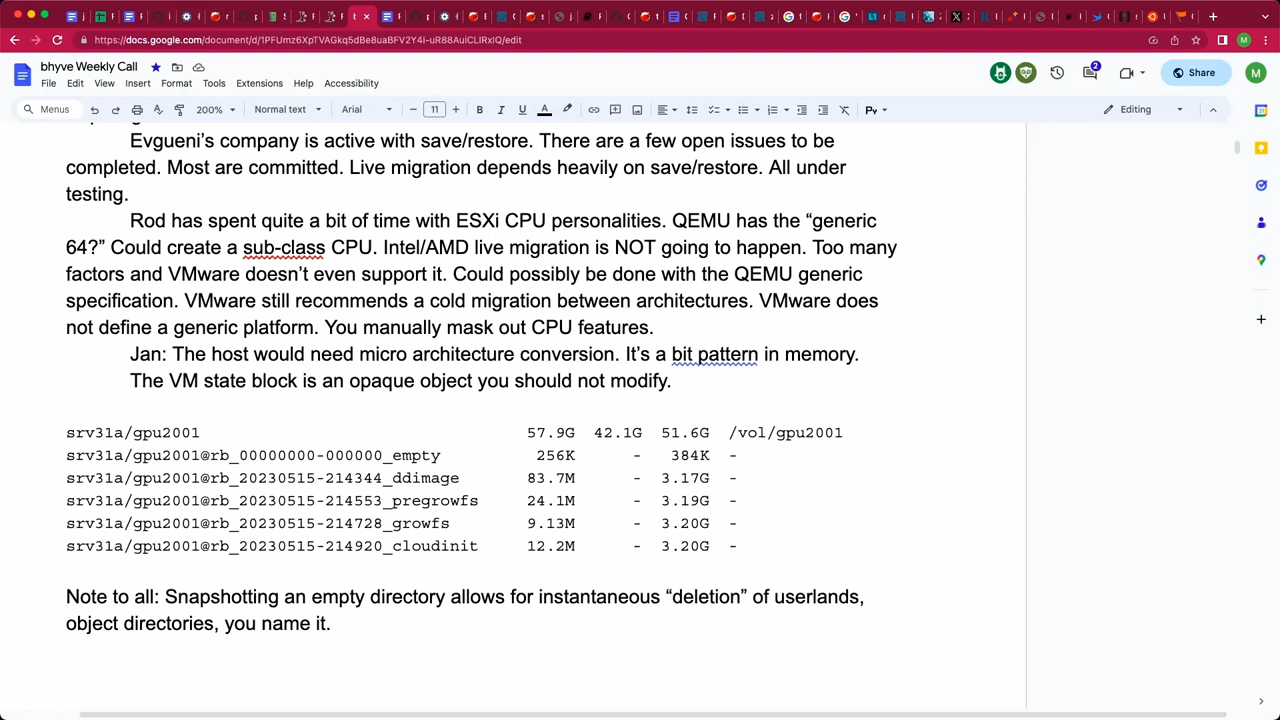 https://docs.google.com/document/d/1PFUmz6XpTVAGkq5dBe8uaBFV2Y4i-uR88AuiCLIRxIQ/edit
bhyve Weekly Call
File Edit View Insert Format Tools Extensions Help Accessibility
2
Share
M
Menus
200%
Normal text
Arial
11
Editing
Evgueni’s company is active with save/restore. There are a few open issues to be
completed. Most are committed. Live migration depends heavily on save/restore. All under
testing.
Rod has spent quite a bit of time with ESXi CPU personalities. QEMU has the “generic
64?” Could create a sub-class CPU. Intel/AMD live migration is NOT going to happen. Too many
factors and VMware doesn’t even support it. Could possibly be done with the QEMU generic
specification. VMware still recommends a cold migration between architectures. VMware does
not define a generic platform. You manually mask out CPU features.
Jan: The host would need micro architecture conversion. It’s a bit pattern in memory.
The VM state block is an opaque object you should not modify.
srv31a/gpu2001 57.9G 42.1G 51.6G /vol/gpu2001
srv31a/gpu2001@rb_00000000-000000_empty 256K - 384K -
srv31a/gpu2001@rb_20230515-214344_ddimage 83.7M - 3.17G -
srv31a/gpu2001@rb_20230515-214553_pregrowfs 24.1M - 3.19G -
srv31a/gpu2001@rb_20230515-214728_growfs 9.13M - 3.20G -
srv31a/gpu2001@rb_20230515-214920_cloudinit 12.2M - 3.20G -
Note to all: Snapshotting an empty directory allows for instantaneous “deletion” of userlands,
object directories, you name it.